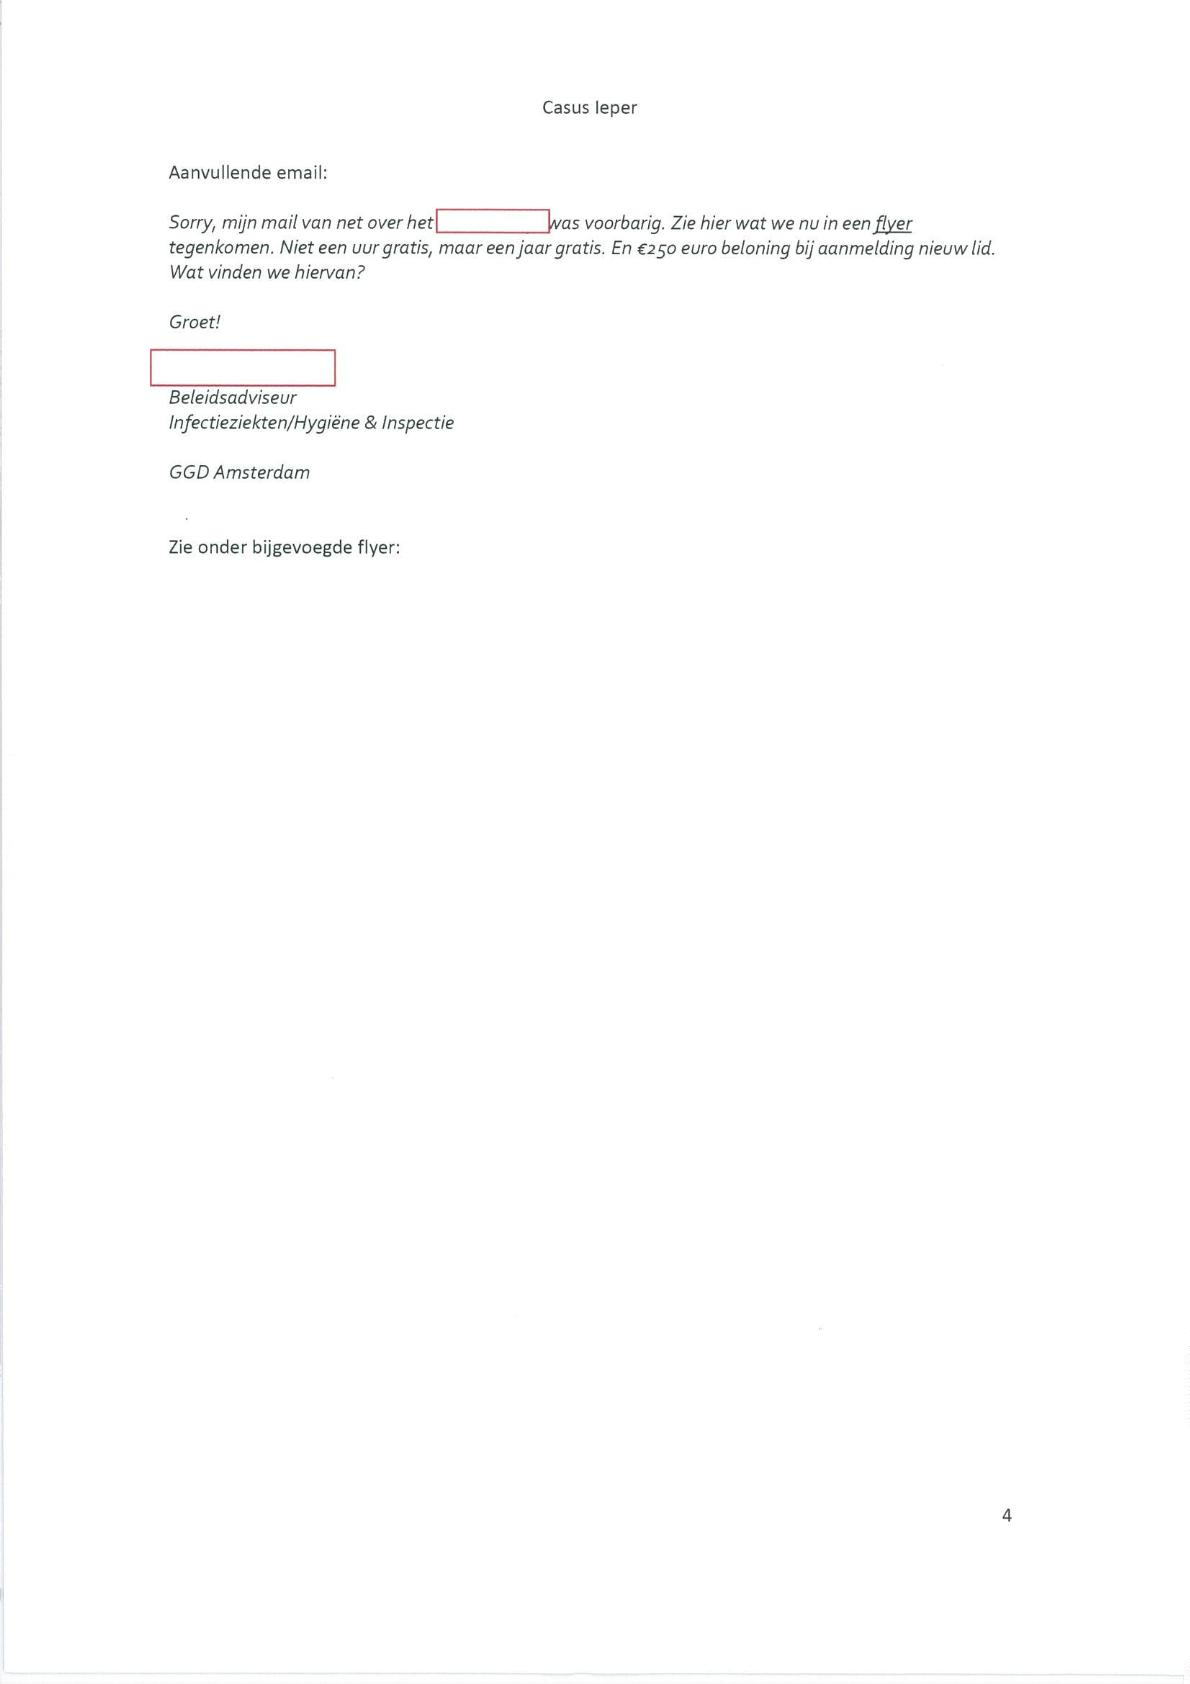 Casus Ieper
Aanvullende email:
Sorry, mijn mail van net over het was voorbarig. Zie hier wat we nu in een flyer
tegenkomen. Niet een uur gratis, maar een jaar gratis. En €250 euro beloning bij aanmelding nieuw lid.
Wat vinden we hiervan?
Groet!
Beleidsadviseur
Infectieziekten/Hygiëne & Inspectie
GGD Amsterdam
Zie onder bijgevoegde flyer:
4